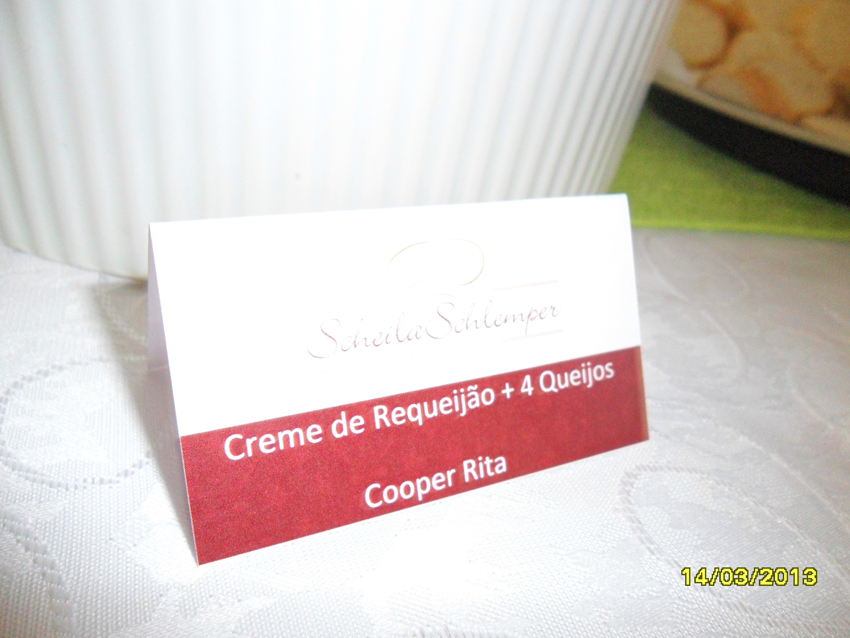 Scheila Schlemper
Creme de Requeijão + 4 Queijos
Cooper Rita
14/03/2013